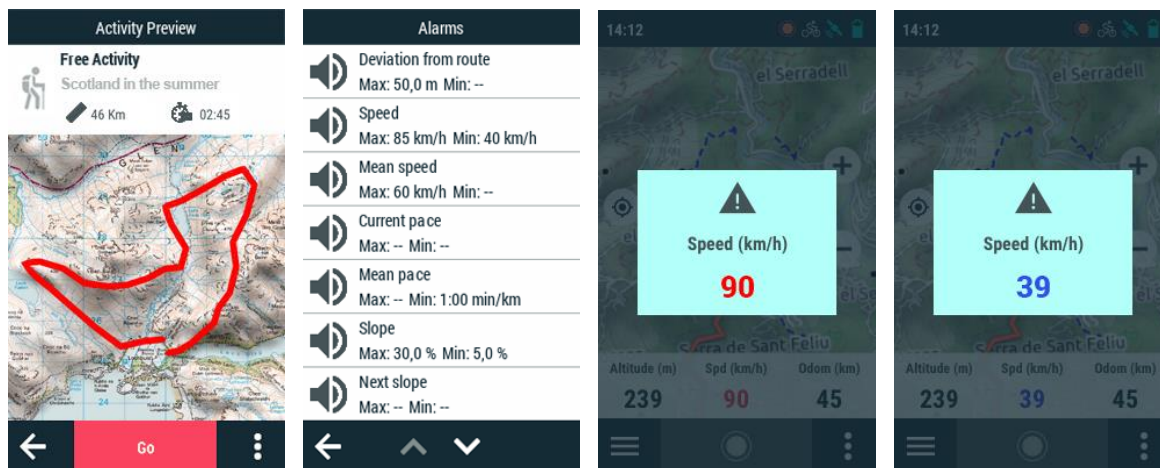 Activity Preview
Free Activity
Scotland in the summer
46 Km 02:45
G L E N
24
Go
Alarms
Deviation from route
Max: 50,0 m Min: --
Speed
Max: 85 km/h Min: 40 km/h
Mean speed
Max: 60 km/h Min: --
Current pace
Max: -- Min: --
Mean pace
Max: -- Min: 1:00 min/km
Slope
Max: 30,0 % Min: 5,0 %
Next slope
Max: -- Min: --
14:12
el Serradell
Speed (km/h)
90
Serra de Sant Feliu
Altitude (m) Spd (km/h) Odom (km)
239 90 45
14:12
el Serradell
Speed (km/h)
39
Serra de Sant Feliu
Altitude (m) Spd (km/h) Odom (km)
239 39 45